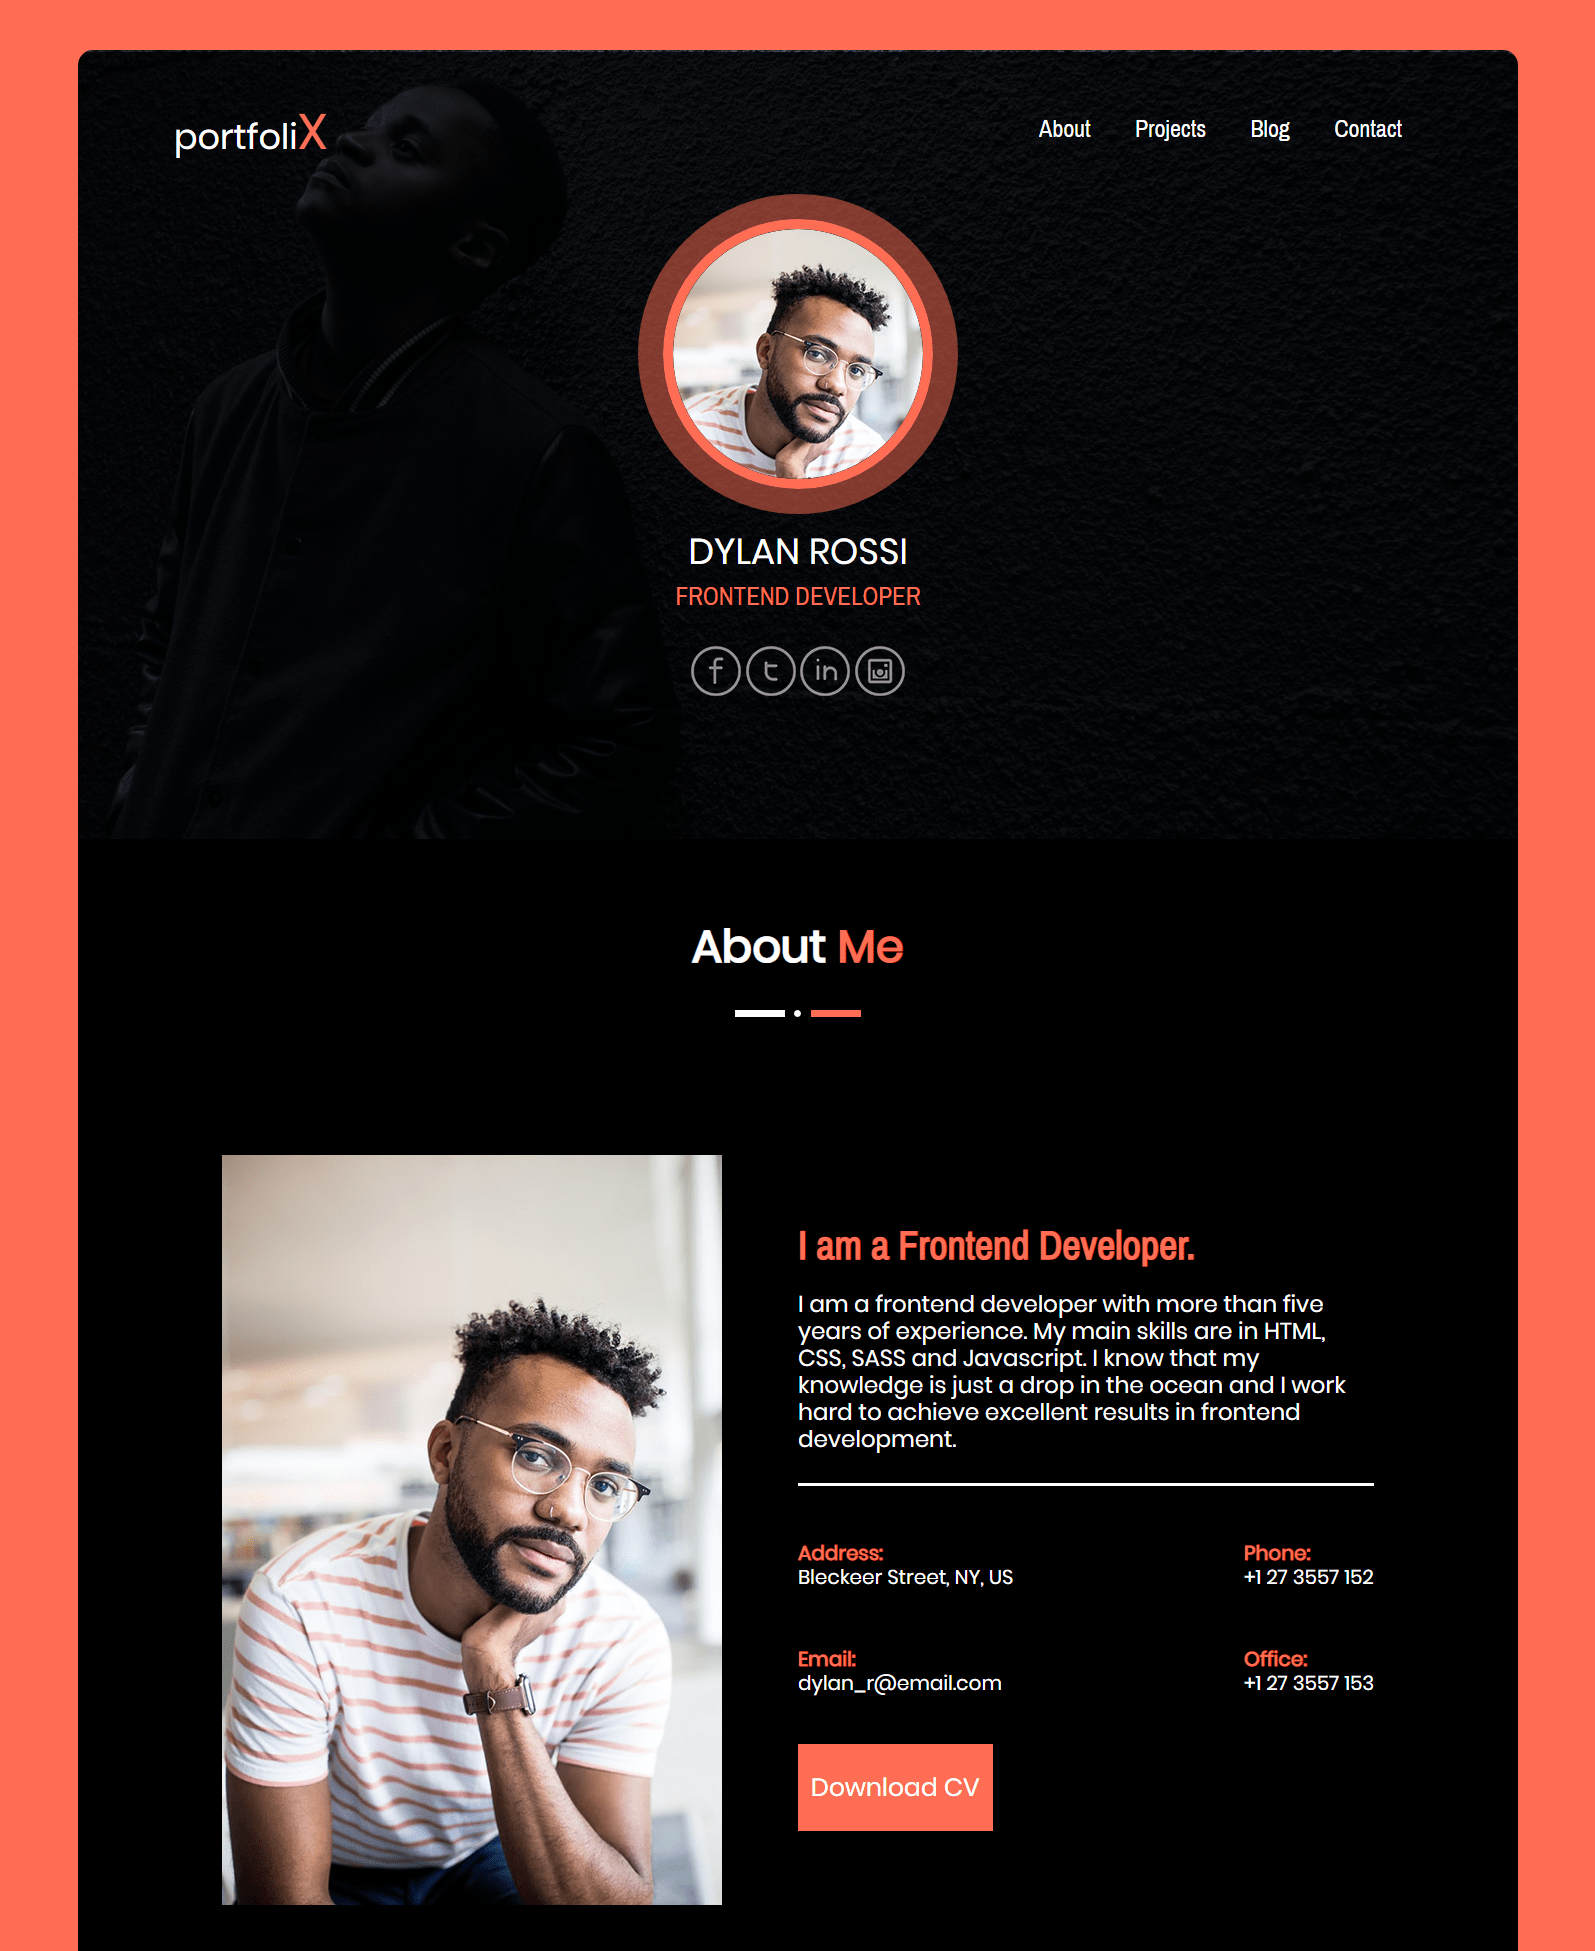 portfoliX
About Projects Blog Contact
DYLAN ROSSI
FRONTEND DEVELOPER
f t in
About Me
I am a Frontend Developer.
I am a frontend developer with more than five
years of experience. My main skills are in HTML,
CSS, SASS and Javascript. I know that my
knowledge is just a drop in the ocean and I work
hard to achieve excellent results in frontend
development.
Address:
Bleckeer Street, NY, US
Phone:
+1 27 3557 152
Email:
dylan_r@email.com
Office:
+1 27 3557 153
Download CV